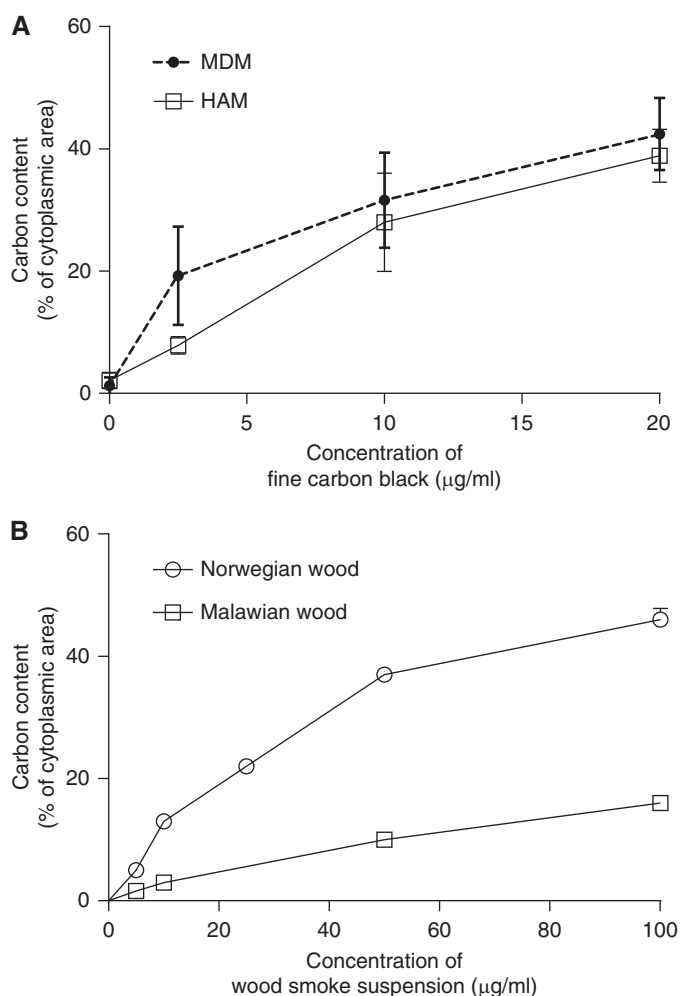 A
60
MDM
HAM
40
20
0
Carbon content
(% of cytoplasmic area)
0 5 10 15 20
Concentration of
fine carbon black (μg/ml)
B
60
Norwegian wood
Malawian wood
40
20
0
Carbon content
(% of cytoplasmic area)
0 20 40 60 80 100
Concentration of
wood smoke suspension (μg/ml)